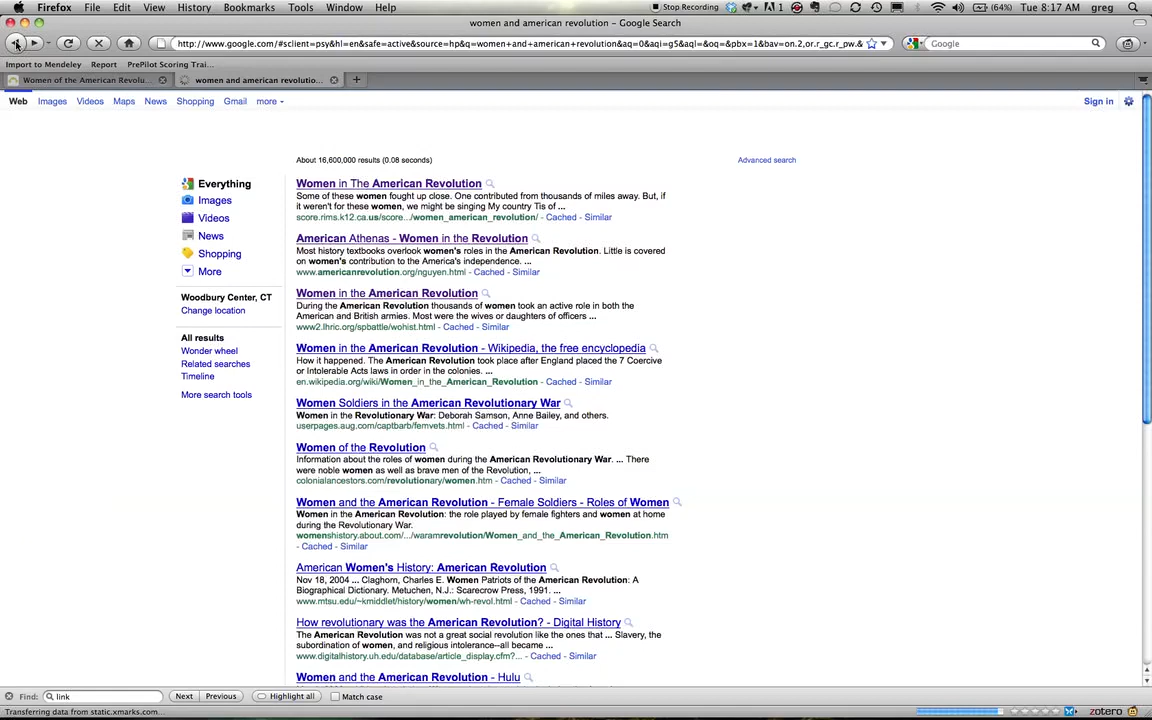 Firefox File Edit View History Bookmarks Tools Window Help Stop Recording 1 (64%) Tue 8:17 AM greg
women and american revolution - Google Search
http://www.google.com/#sclient=psy&hl=en&safe=active&source=hp&q=women+and+american+revolution&aq=0&aqi=g5&aql=&oq=&pbx=1&bav=on.2,or.r_gc.r_pw.& Google
Import to Mendeley Report PrePilot Scoring Trai...
Women of the American Revolu... women and american revolutio...
Web Images Videos Maps News Shopping Gmail more Sign in
About 16,600,000 results (0.08 seconds) Advanced search
Everything
Images
Videos
News
Shopping
More
Woodbury Center, CT
Change location
All results
Wonder wheel
Related searches
Timeline
More search tools
Women in The American Revolution
Some of these women fought up close. One contributed from thousands of miles away. But, if
it weren't for these women, we might be singing My country Tis of ...
score.rims.k12.ca.us/score.../women_american_revolution/ - Cached - Similar
American Athenas - Women in the Revolution
Most history textbooks overlook women's roles in the American Revolution. Little is covered
on women's contribution to the America's independence. ...
www.americanrevolution.org/nguyen.html - Cached - Similar
Women in the American Revolution
During the American Revolution thousands of women took an active role in both the
American and British armies. Most were the wives or daughters of officers ...
www2.lhric.org/spbattle/wohist.html - Cached - Similar
Women in the American Revolution - Wikipedia, the free encyclopedia
How it happened. The American Revolution took place after England placed the 7 Coercive
or Intolerable Acts laws in order in the colonies. ...
en.wikipedia.org/wiki/Women_in_the_American_Revolution - Cached - Similar
Women Soldiers in the American Revolutionary War
Women in the Revolutionary War: Deborah Samson, Anne Bailey, and others.
userpages.aug.com/captbarb/femvets.html - Cached - Similar
Women of the Revolution
Information about the roles of women during the American Revolutionary War. ... There
were noble women as well as brave men of the Revolution, ...
colonialancestors.com/revolutionary/women.htm - Cached - Similar
Women and the American Revolution - Female Soldiers - Roles of Women
Women in the American Revolution: the role played by female fighters and women at home
during the Revolutionary War.
womenshistory.about.com/.../waramrevolution/Women_and_the_American_Revolution.htm
- Cached - Similar
American Women's History: American Revolution
Nov 18, 2004 ... Claghorn, Charles E. Women Patriots of the American Revolution: A
Biographical Dictionary. Metuchen, N.J.: Scarecrow Press, 1991. ...
www.mtsu.edu/~kmiddlet/history/women/wh-revol.html - Cached - Similar
How revolutionary was the American Revolution? - Digital History
The American Revolution was not a great social revolution like the ones that ... Slavery, the
subordination of women, and religious intolerance--all became ...
www.digitalhistory.uh.edu/database/article_display.cfm?... - Cached - Similar
Women and the American Revolution - Hulu
Find: link Next Previous Highlight all Match case
Transferring data from static.xmarks.com... zotero